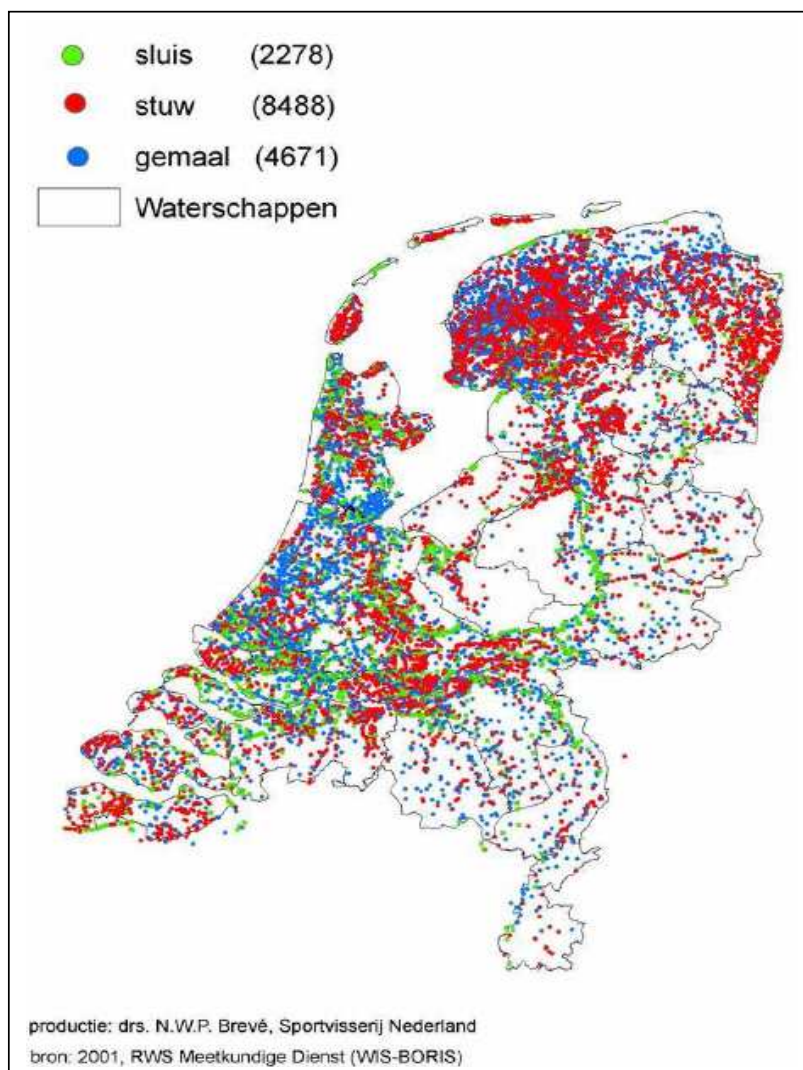 sluis (2278)
stuw (8488)
gemaal (4671)
Waterschappen
productie: drs. N.W.P. Brevé, Sportvisserij Nederland
bron: 2001, RWS Meetkundige Dienst (WIS-BORIS)